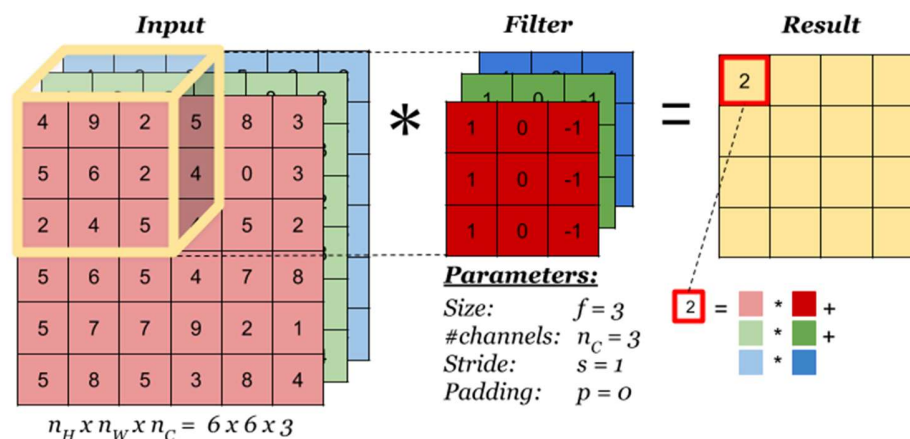 Input Filter Result
* =
4 9 2 5 8 3
5 6 2 4 0 3
2 4 5 5 2
5 6 5 4 7 8
5 7 7 9 2 1
5 8 5 3 8 4
n_H x n_W x n_C = 6 x 6 x 3
1 0 -1
1 0 -1
1 0 -1
1 0 -1
Parameters:
Size: f = 3
#channels: n_C = 3
Stride: s = 1
Padding: p = 0
2
2 = * +
* +
*